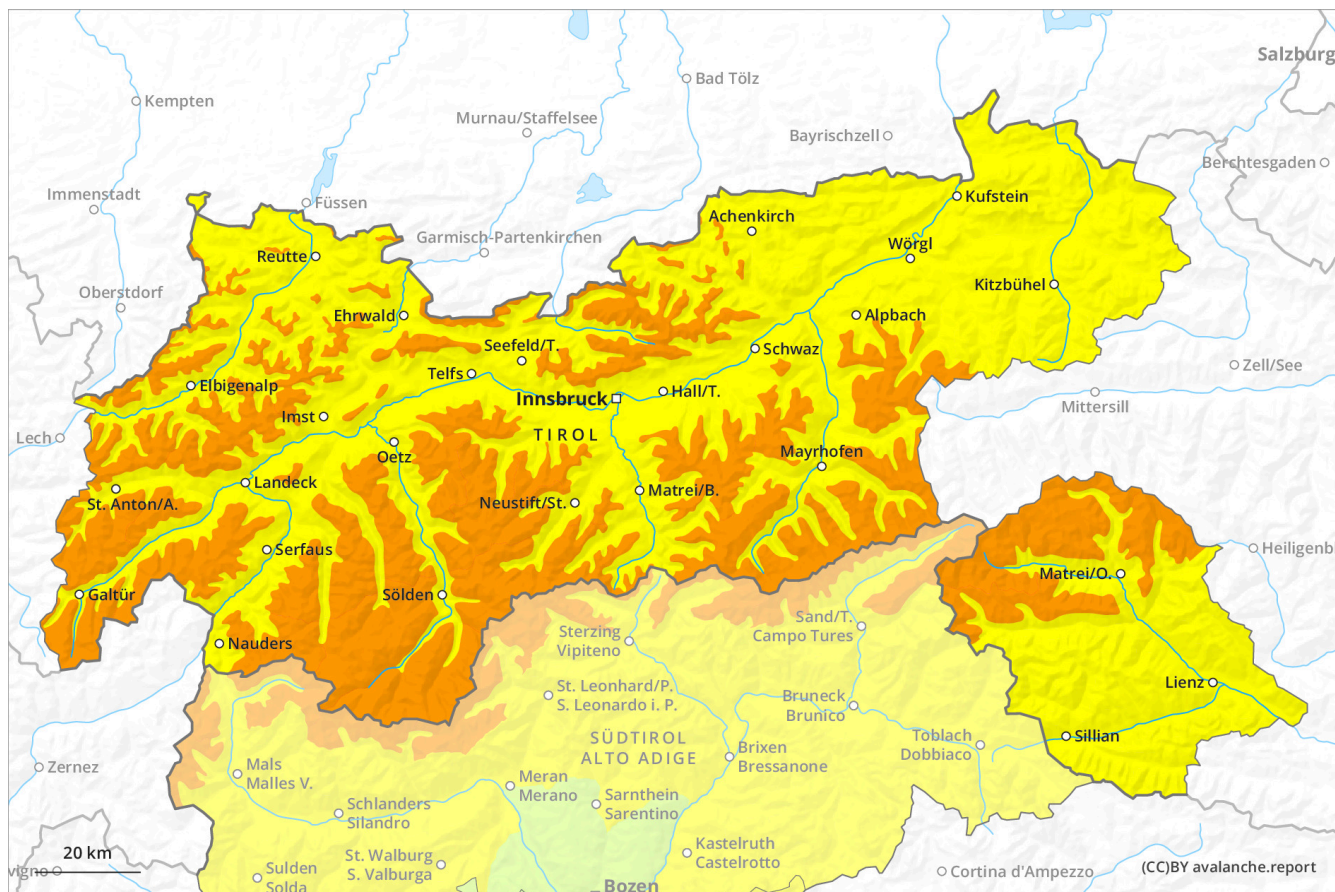 Salzburg
Bad Tölz
Kempten
Murnau/Staffelsee
Bayrischzell
Berchtesgaden
Immenstadt
Füssen
Kufstein
Achenkirch
Garmisch-Partenkirchen
Wörgl
Reutte
Kitzbühel
Oberstdorf
Ehrwald
Alpbach
Seefeld/T.
Schwaz
Zell/See
Telfs
Elbigenalp
Hall/T.
Innsbruck
Mittersill
Imst
Lech
TIROL
Oetz
Mayrhofen
Landeck
Matrei/B.
St. Anton/A.
Neustift/St.
Serfaus
Heiligenb
Matrei/O.
Galtür
Sölden
Sand/T.
Campo Tures
Sterzing
Vipiteno
Nauders
Lienz
St. Leonhard/P.
S. Leonardo i. P.
Bruneck
Brunico
SÜDTIROL
ALTO ADIGE
Toblach
Dobbiaco
Sillian
Brixen
Bressanone
Zernez
Mals
Malles V.
Meran
Merano
Sarnthein
Sarentino
Schlanders
Silandro
Kastelruth
Castelrotto
20 km
St. Walburg
S. Valburga
vigno
Sulden
Solda
Cortina d'Ampezzo
(CC)BY avalanche.report
Bozen